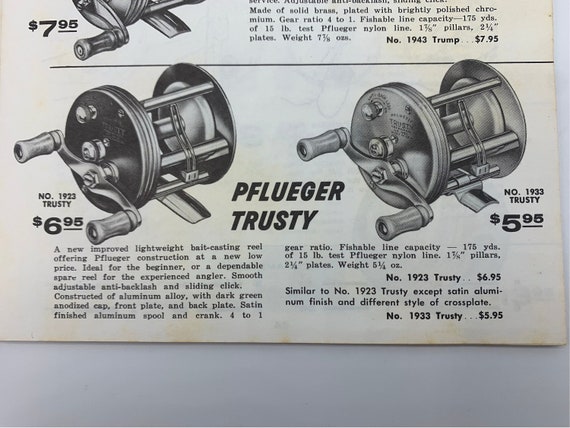 service. Adjustable anti-backlash, sliding click.
Made of solid brass, plated with brightly polished chro-
mium. Gear ratio 4 to 1. Fishable line capacity—175 yds.
of 15 lb. test Pflueger nylon line. 1⅞" pillars, 2¼"
plates. Weight 7⅞ ozs.
No. 1943 Trump . $7.95
$7.95
NO. 1923
TRUSTY
$6.95
PFLUEGER
TRUSTY
TRUSTY
NO. 1933
TRUSTY
$5.95
A new improved lightweight bait-casting reel
offering Pflueger construction at a new low
price. Ideal for the beginner, or a dependable
spare reel for the experienced angler. Smooth
adjustable anti-backlash and sliding click.
Constructed of aluminum alloy, with dark green
anodized cap, front plate, and back plate. Satin
finished aluminum spool and crank. 4 to 1
gear ratio. Fishable line capacity — 175 yds.
of 15 lb. test Pflueger nylon line. 1⅞" pillars,
2¼" plates. Weight 5¼ oz.
No. 1923 Trusty . . $6.95
Similar to No. 1923 Trusty except satin alumi-
num finish and different style of crossplate.
No. 1933 Trusty . . . $5.95